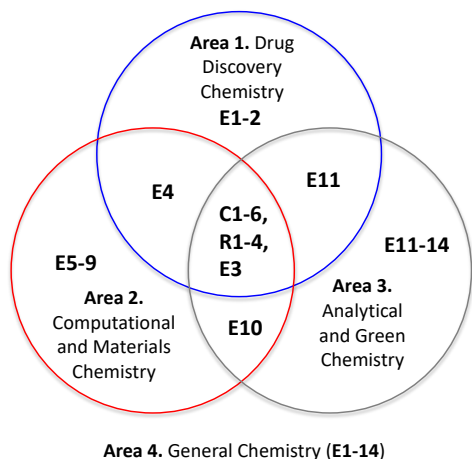 Area 1. Drug
Discovery
Chemistry
E1-2
E4
E11
C1-6,
R1-4,
E3
E5-9
Area 2.
Computational
and Materials
Chemistry
E11-14
Area 3.
Analytical
and Green
Chemistry
E10
Area 4. General Chemistry (E1-14)